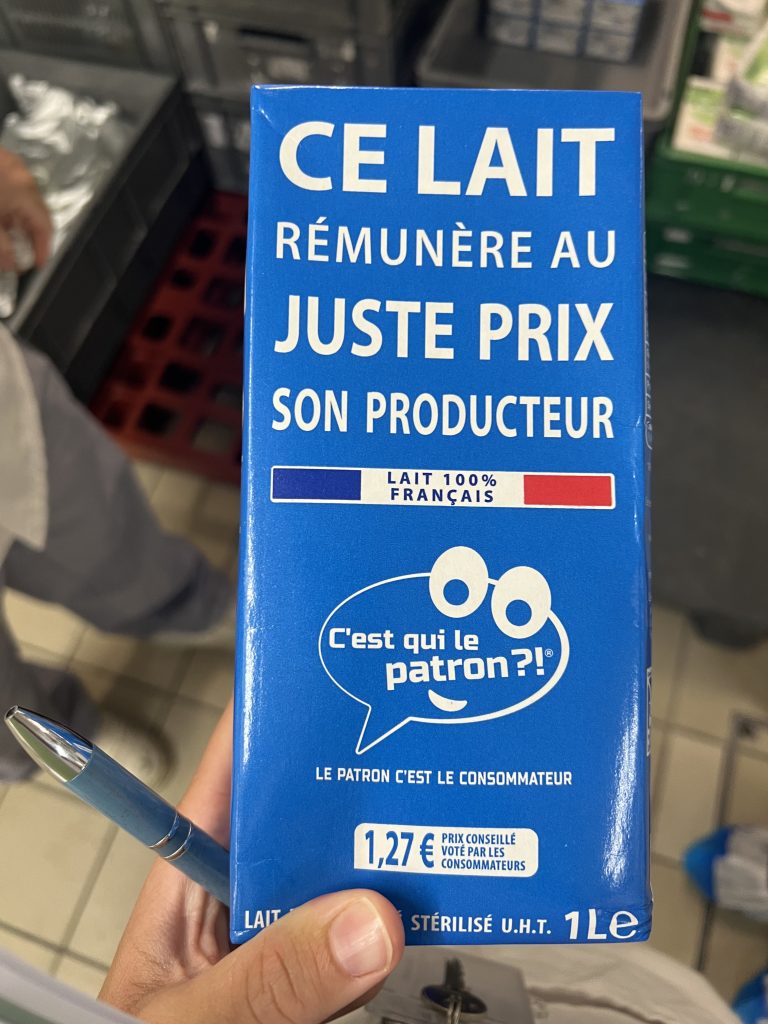 CE LAIT
RÉMUNÈRE AU
JUSTE PRIX
SON PRODUCTEUR
LAIT 100%
FRANÇAIS
C'est qui le
patron?!®
LE PATRON C'EST LE CONSOMMATEUR
1,27 € PRIX CONSEILLÉ
VOTÉ PAR LES
CONSOMMATEURS
LAIT STÉRILISÉ U.H.T. 1Le